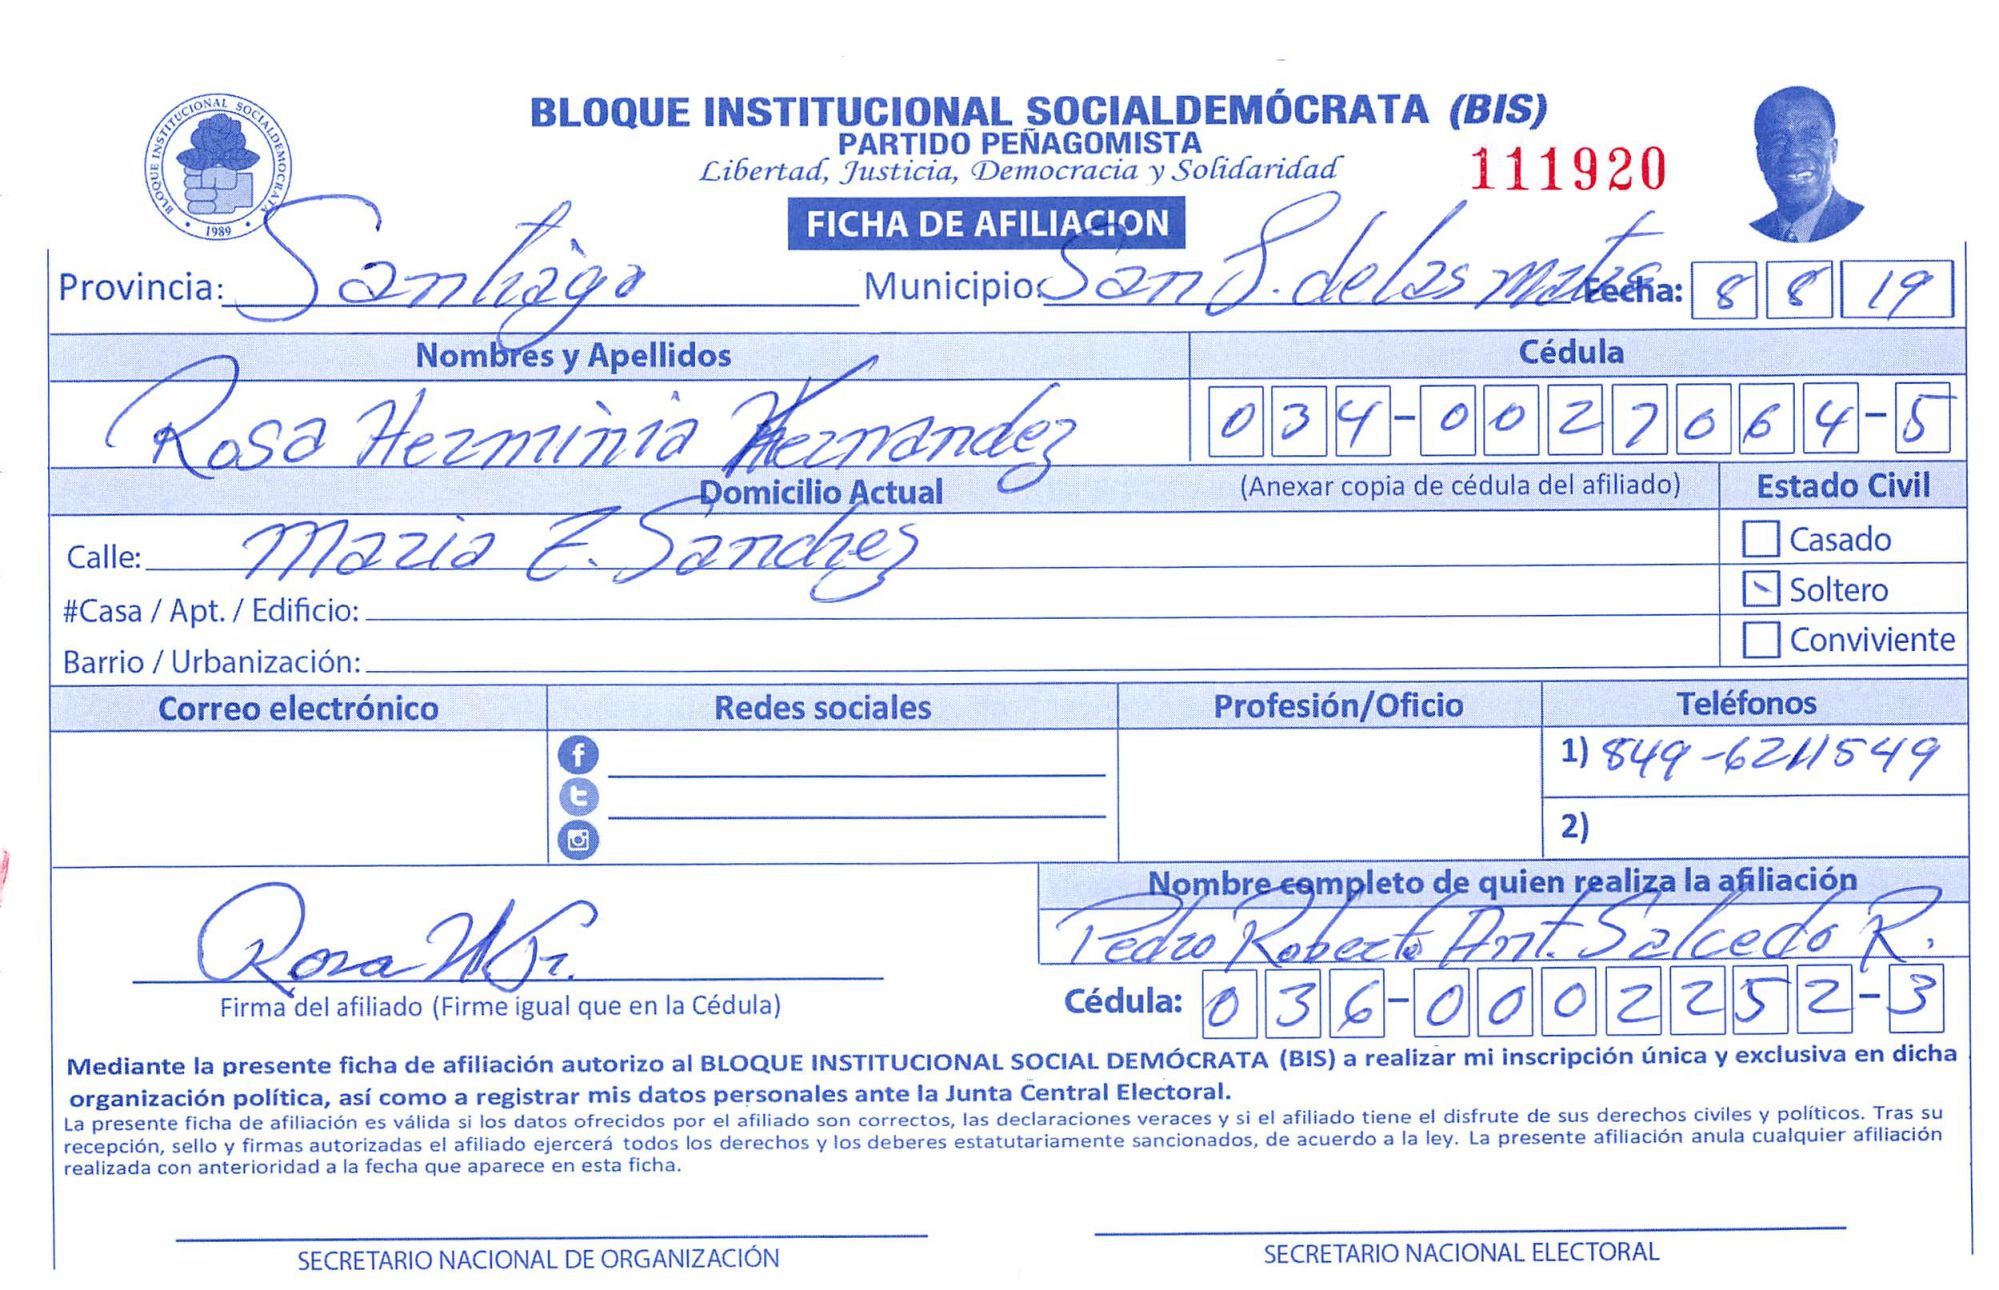 BLOQUE INSTITUCIONAL SOCIALDEMÓCRATA
1989
BLOQUE INSTITUCIONAL SOCIALDEMÓCRATA (BIS)
PARTIDO PEÑAGOMISTA
Libertad, Justicia, Democracia y Solidaridad
111920
FICHA DE AFILIACION
Provincia: Santiago Municipio: San J. de las matas Fecha: 8 8 19
Nombres y Apellidos Cédula
Rosa Herminia Hernandez 034-0027064-5
Domicilio Actual (Anexar copia de cédula del afiliado) Estado Civil
Calle: Maria E. Sanchez Casado
#Casa / Apt. / Edificio: Soltero
Barrio / Urbanización: Conviviente
Correo electrónico Redes sociales Profesión/Oficio Teléfonos
1) 849-6211549
2)
Nombre completo de quien realiza la afiliación
Pedro Roberto Ant. Salcedo R.
Rosa
Firma del afiliado (Firme igual que en la Cédula) Cédula: 036-0002252-3
Mediante la presente ficha de afiliación autorizo al BLOQUE INSTITUCIONAL SOCIAL DEMÓCRATA (BIS) a realizar mi inscripción única y exclusiva en dicha
organización política, así como a registrar mis datos personales ante la Junta Central Electoral.
La presente ficha de afiliación es válida si los datos ofrecidos por el afiliado son correctos, las declaraciones veraces y si el afiliado tiene el disfrute de sus derechos civiles y políticos. Tras su
recepción, sello y firmas autorizadas el afiliado ejercerá todos los derechos y los deberes estatutariamente sancionados, de acuerdo a la ley. La presente afiliación anula cualquier afiliación
realizada con anterioridad a la fecha que aparece en esta ficha.
SECRETARIO NACIONAL DE ORGANIZACIÓN SECRETARIO NACIONAL ELECTORAL